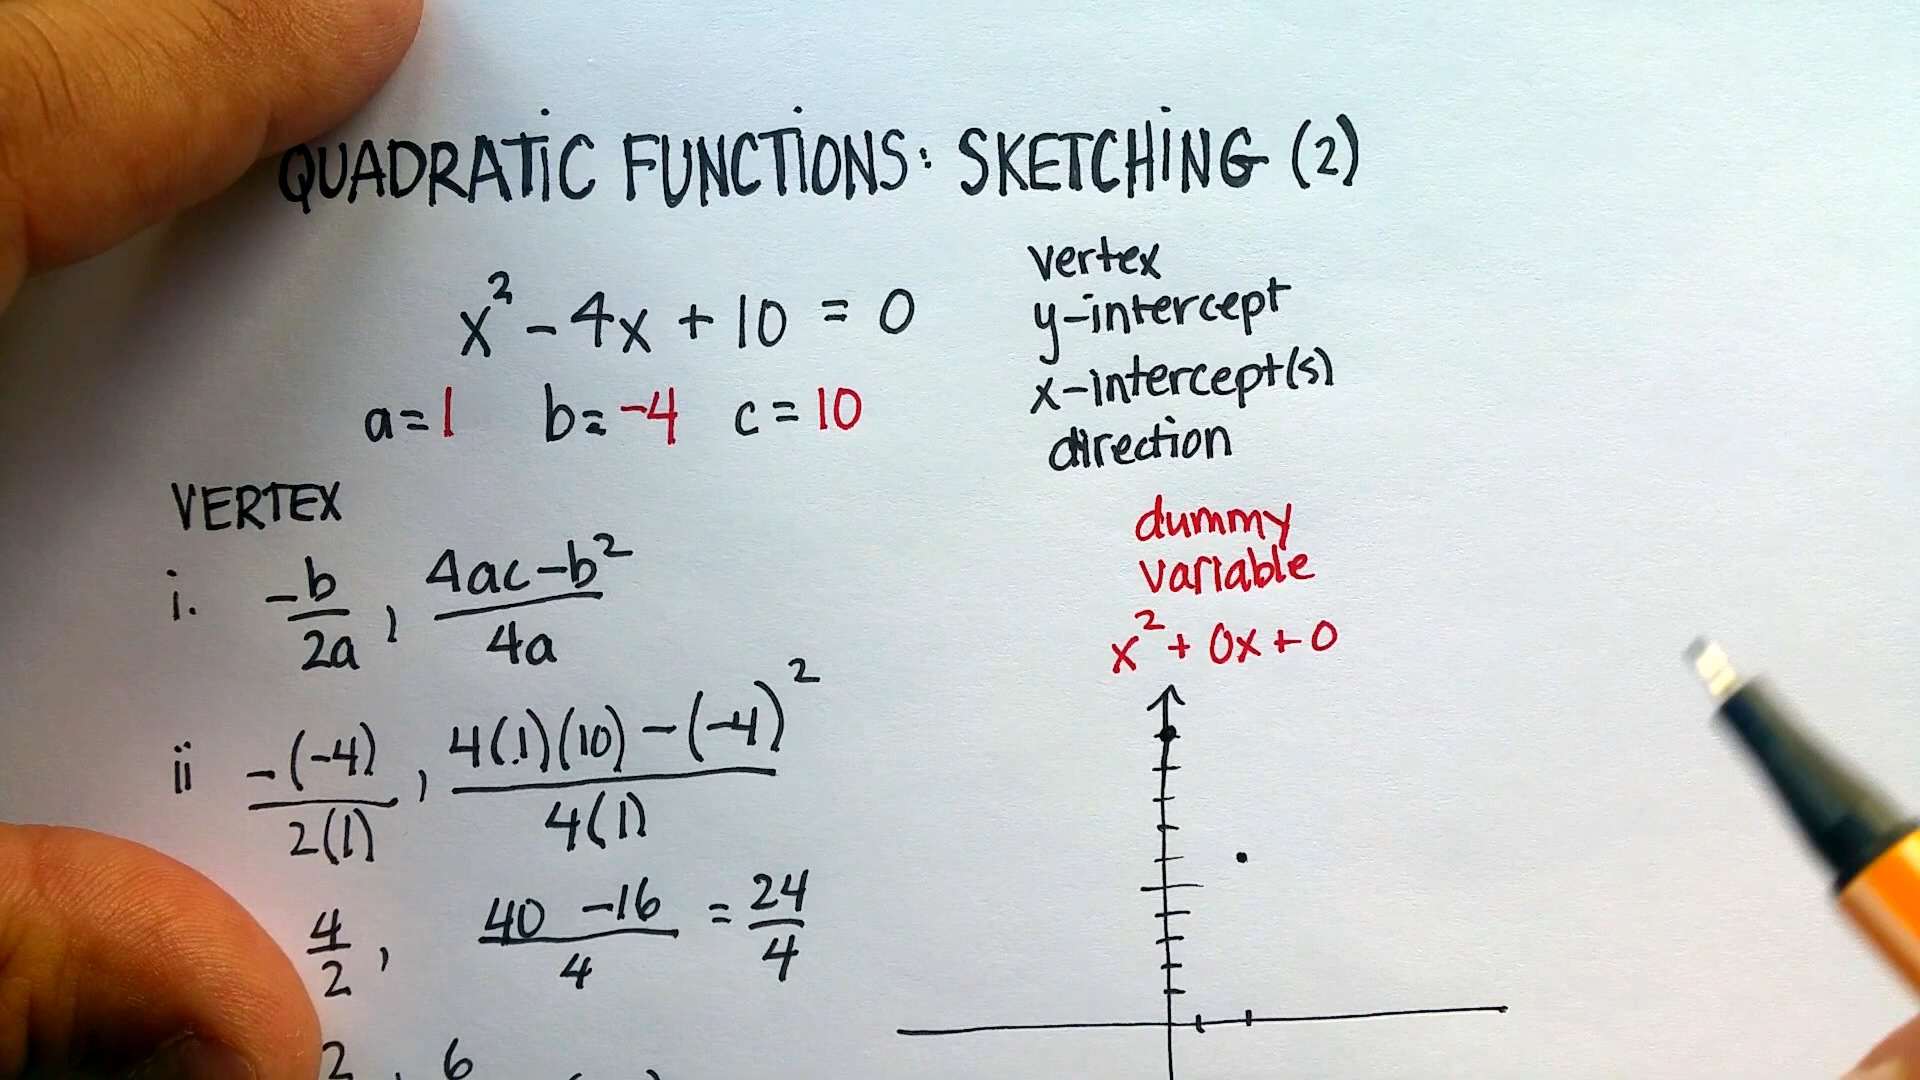 QUADRATIC FUNCTIONS: SKETCHING (2)
x² - 4x + 10 = 0
a=1 b=-4 c=10
vertex
y-intercept
x-intercept(s)
direction
dummy
variable
x² + 0x + 0
VERTEX
i. -b/2a , 4ac-b²/4a
ii -(-4)/2(1) , 4(1)(10)-(-4)²/4(1)
4/2 , 40 -16/4 = 24/4
2 , 6